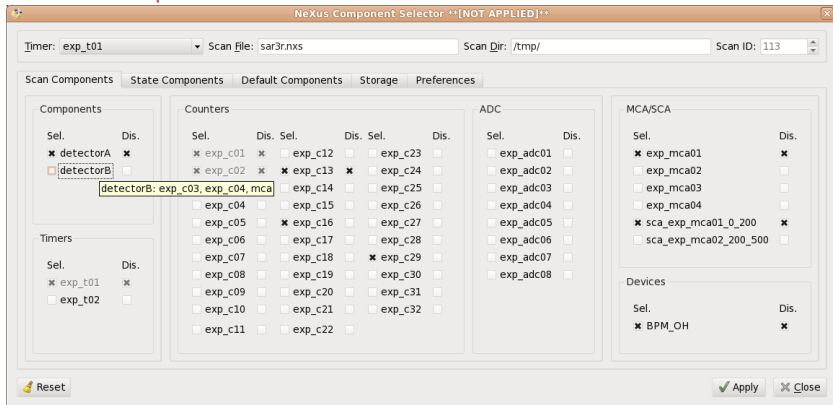 NeXus Component Selector **[NOT APPLIED]**
Timer: exp_t01 Scan File: sar3r.nxs Scan Dir: /tmp/ Scan ID: 113
Scan Components State Components Default Components Storage Preferences
Components
Sel. Dis.
detectorA
detectorB
detectorB: exp_c03, exp_c04, mca
Timers
Sel. Dis.
exp_t01
exp_t02
Counters
Sel. Dis. Sel. Dis. Sel. Dis.
exp_c01 exp_c12 exp_c23
exp_c02 exp_c13 exp_c24
exp_c14 exp_c25
exp_c04 exp_c15 exp_c26
exp_c05 exp_c16 exp_c27
exp_c06 exp_c17 exp_c28
exp_c07 exp_c18 exp_c29
exp_c08 exp_c19 exp_c30
exp_c09 exp_c20 exp_c31
exp_c10 exp_c21 exp_c32
exp_c11 exp_c22
ADC
Sel. Dis.
exp_adc01
exp_adc02
exp_adc03
exp_adc04
exp_adc05
exp_adc06
exp_adc07
exp_adc08
MCA/SCA
Sel. Dis.
exp_mca01
exp_mca02
exp_mca03
exp_mca04
sca_exp_mca01_0_200
sca_exp_mca02_200_500
Devices
Sel. Dis.
BPM_OH
Reset Apply Close